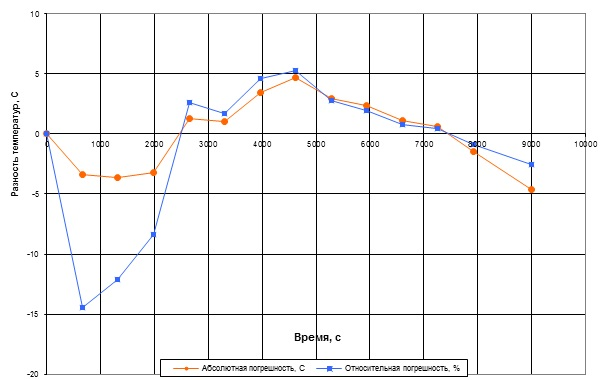 10
5
0
-5
-10
-15
-20
0 1000 2000 3000 4000 5000 6000 7000 8000 9000 10000
Разность температур, С
Время, с
Абсолютная погрешность, С
Относительная погрешность, %